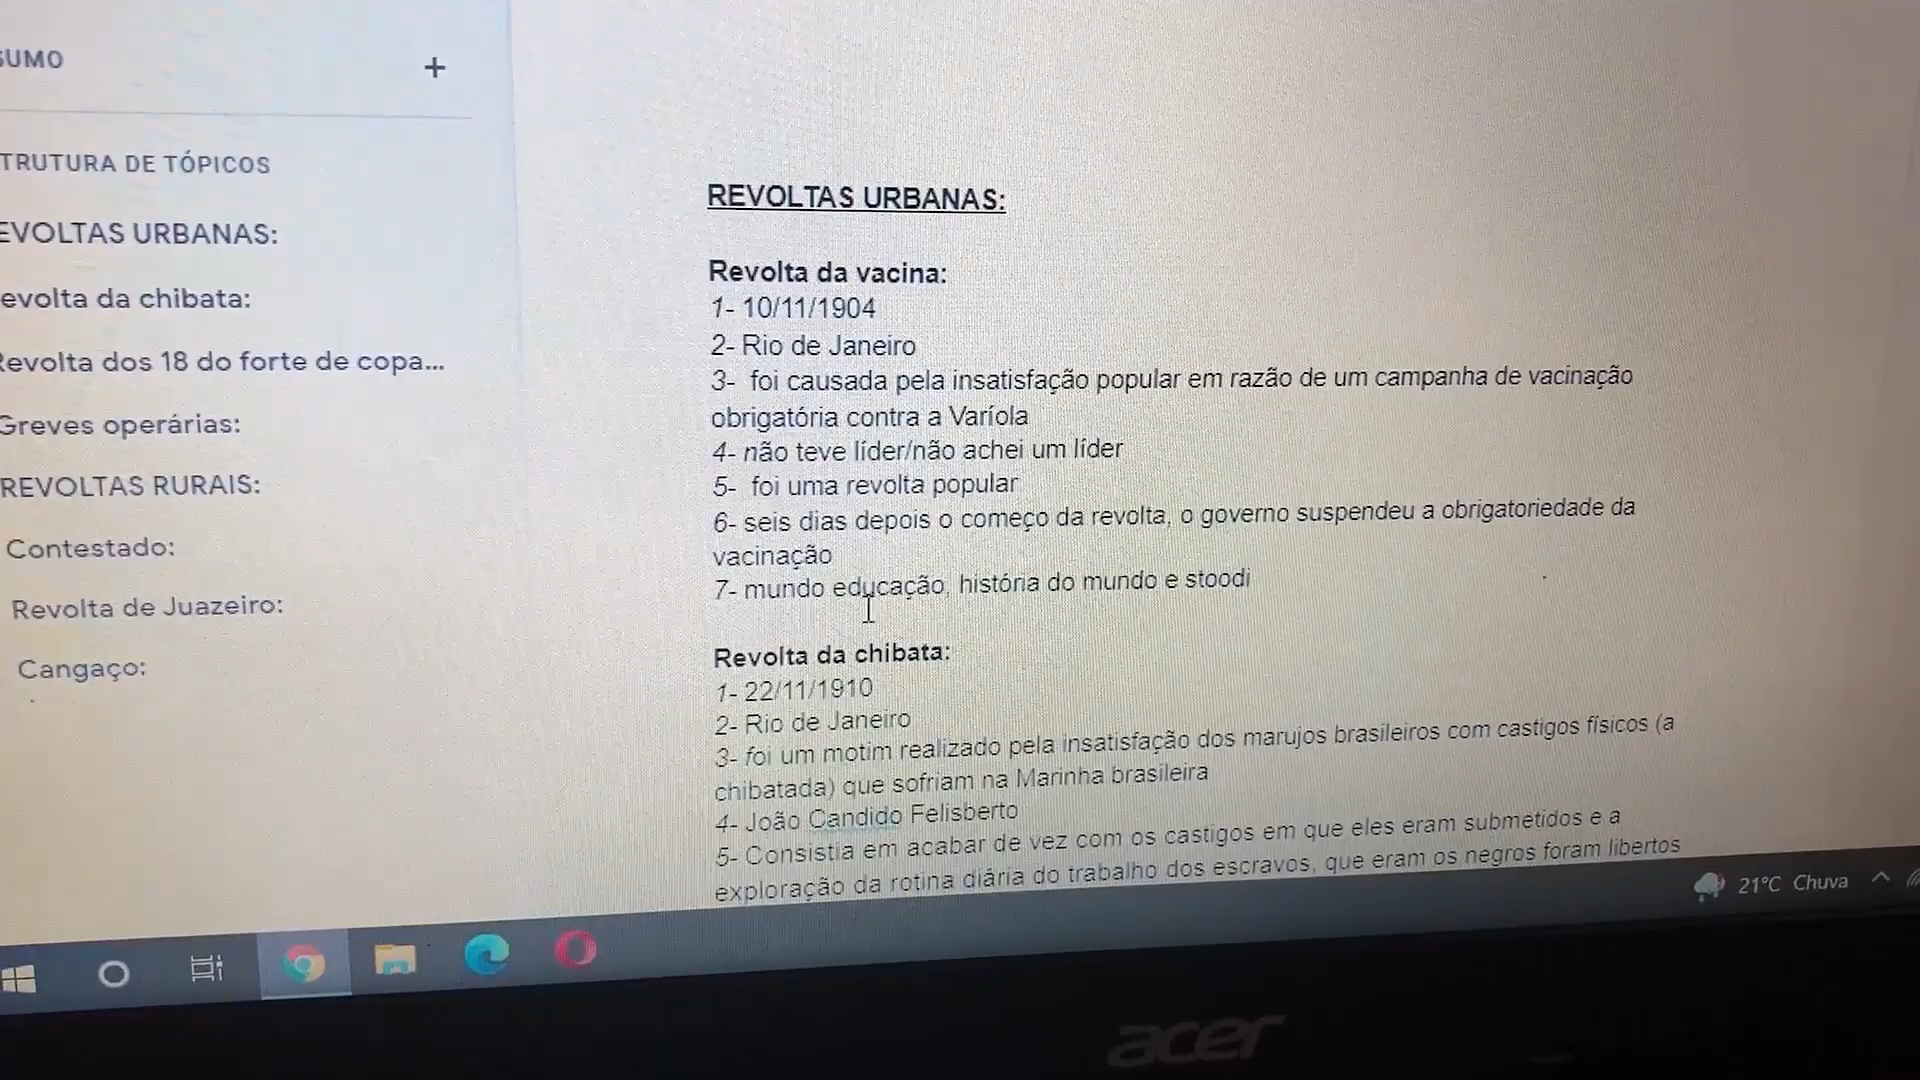 SUMO
+
TRUTURA DE TÓPICOS
EVOLTAS URBANAS:
evolta da chibata:
Revolta dos 18 do forte de copa...
Greves operárias:
REVOLTAS RURAIS:
Contestado:
Revolta de Juazeiro:
Cangaço:
REVOLTAS URBANAS:
Revolta da vacina:
1- 10/11/1904
2- Rio de Janeiro
3- foi causada pela insatisfação popular em razão de um campanha de vacinação
obrigatória contra a Varíola
4- não teve líder/não achei um líder
5- foi uma revolta popular
6- seis dias depois o começo da revolta, o governo suspendeu a obrigatoriedade da
vacinação
7- mundo educação, história do mundo e stoodi
Revolta da chibata:
1- 22/11/1910
2- Rio de Janeiro
3- foi um motim realizado pela insatisfação dos marujos brasileiros com castigos físicos (a
chibatada) que sofriam na Marinha brasileira
4- João Candido Felisberto
5- Consistia em acabar de vez com os castigos em que eles eram submetidos e a
exploração da rotina diária do trabalho dos escravos, que eram os negros foram libertos
21°C Chuva
acer